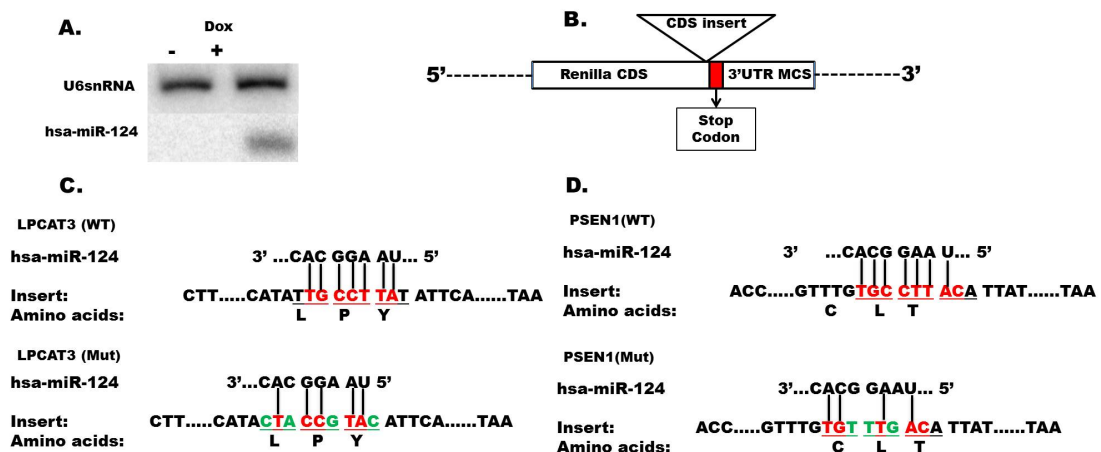 A.
Dox
- +
U6snRNA
hsa-miR-124
B.
CDS insert
5’ Renilla CDS 3’UTR MCS 3’
Stop
Codon
C.
LPCAT3 (WT)
hsa-miR-124 3’ ...CAC GGA AU... 5’
Insert: CTT.....CATATTG CCT TAT ATTCA......TAA
Amino acids: L P Y
LPCAT3 (Mut)
hsa-miR-124 3’...CAC GGA AU 5’
Insert: CTT.....CATACTA CCG TAC ATTCA......TAA
Amino acids: L P Y
D.
PSEN1(WT)
hsa-miR-124 3’ ...CACG GAA U... 5’
Insert: ACC.....GTTTGTGC CTT ACA TTAT......TAA
Amino acids: C L T
PSEN1(Mut)
hsa-miR-124 3’...CACG GAAU... 5’
Insert: ACC.....GTTTGTGT TTG ACA TTAT......TAA
Amino acids: C L T